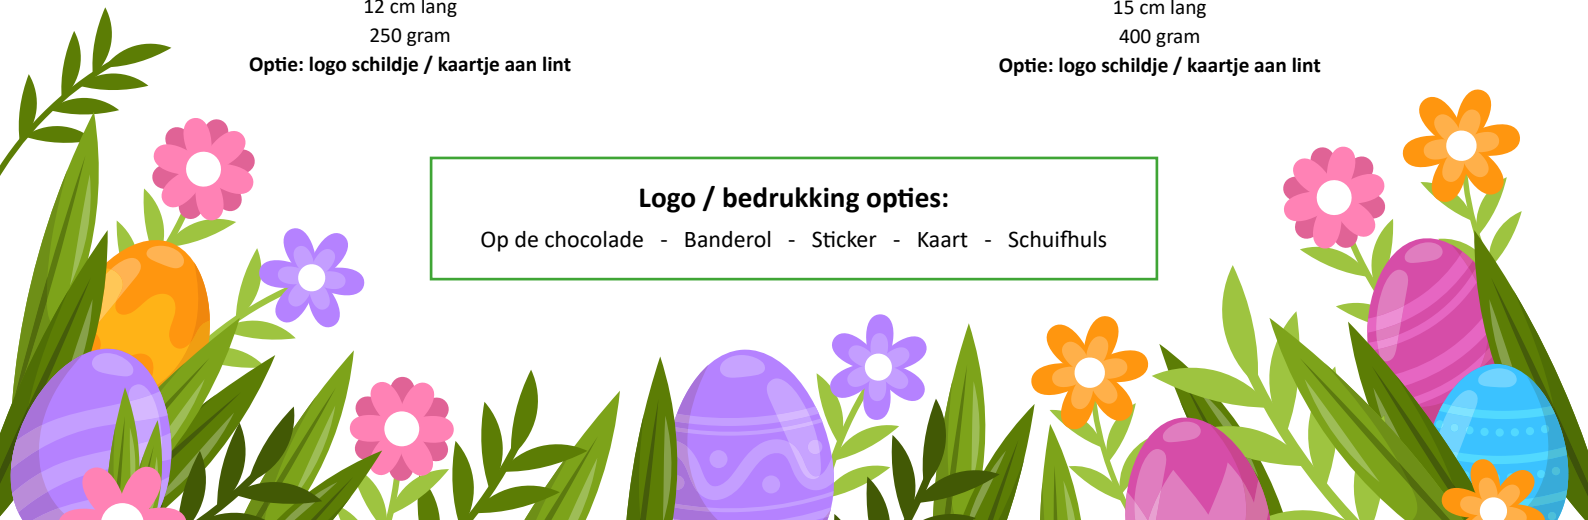 12 cm lang
250 gram
Optie: logo schildje / kaartje aan lint
15 cm lang
400 gram
Optie: logo schildje / kaartje aan lint
Logo / bedrukking opties:
Op de chocolade - Banderol - Sticker - Kaart - Schuifhuls